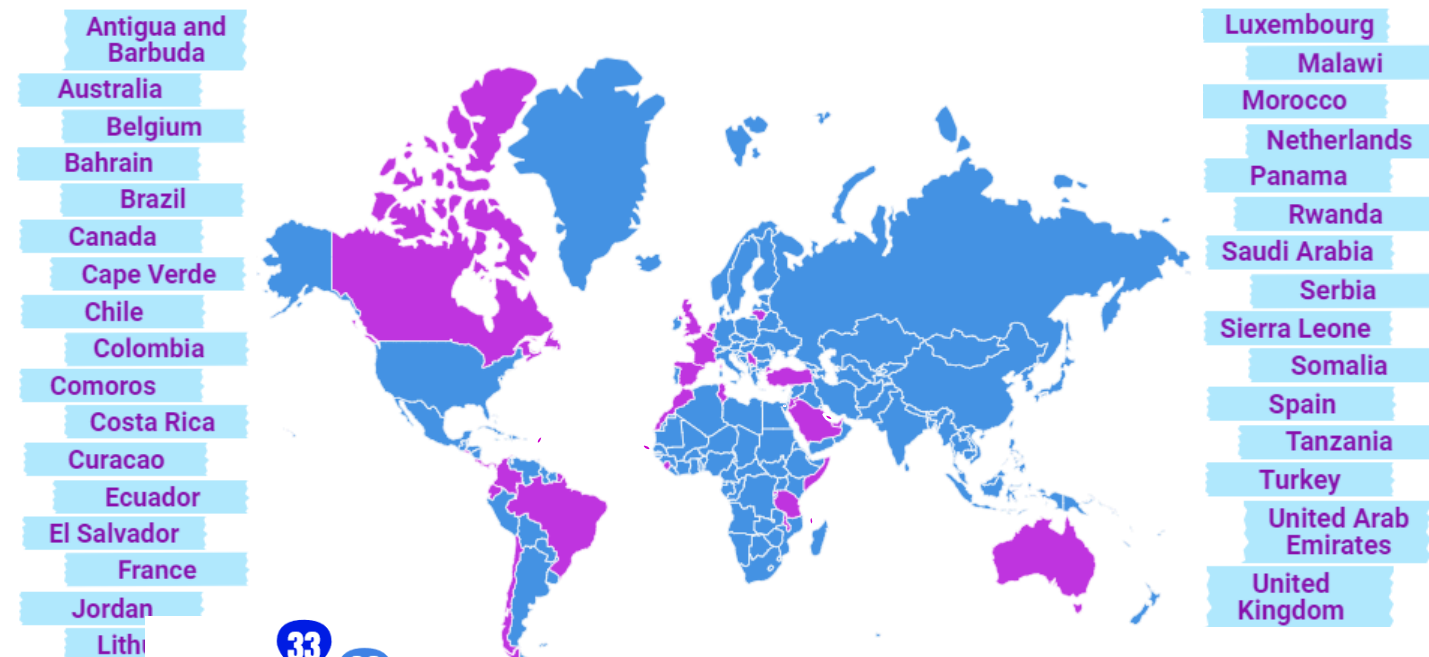 Antigua and
Barbuda
Australia
Belgium
Bahrain
Brazil
Canada
Cape Verde
Chile
Colombia
Comoros
Costa Rica
Curacao
Ecuador
El Salvador
France
Jordan
Lith
33
Luxembourg
Malawi
Morocco
Netherlands
Panama
Rwanda
Saudi Arabia
Serbia
Sierra Leone
Somalia
Spain
Tanzania
Turkey
United Arab
Emirates
United
Kingdom